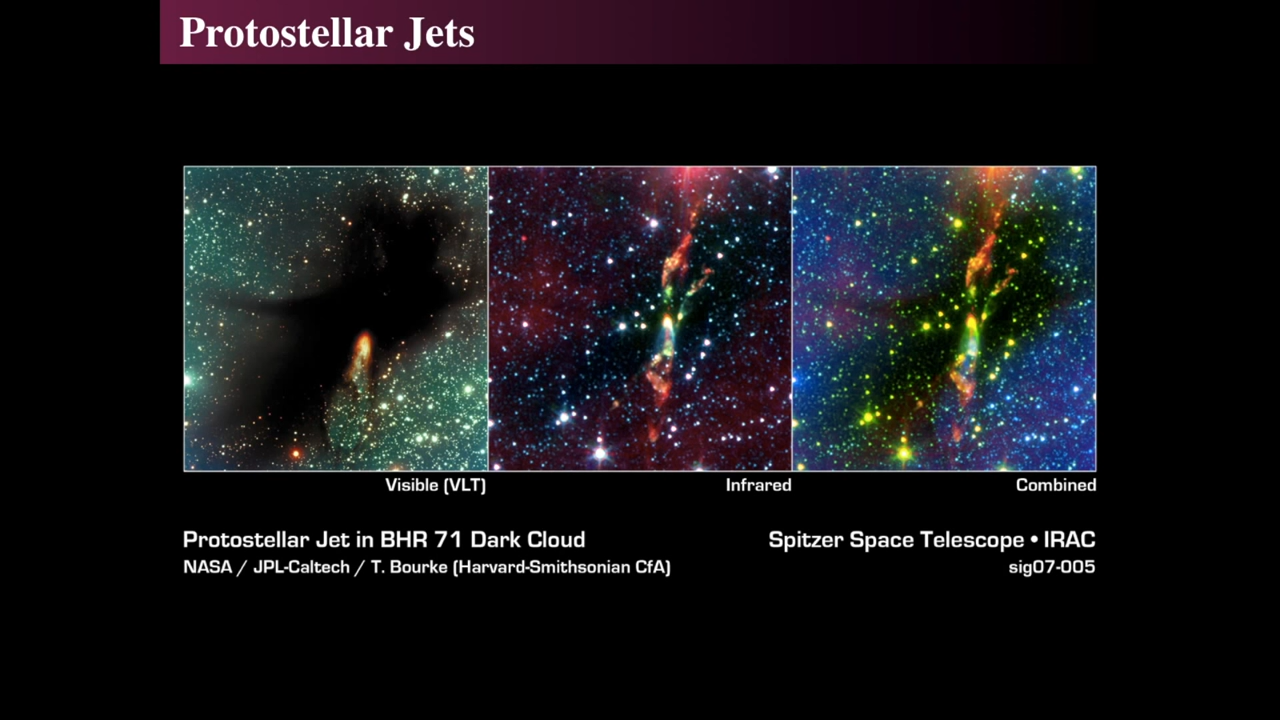 Protostellar Jets
Visible (VLT)
Infrared
Combined
Protostellar Jet in BHR 71 Dark Cloud
Spitzer Space Telescope • IRAC
NASA / JPL-Caltech / T. Bourke (Harvard-Smithsonian CfA)
sig07-005